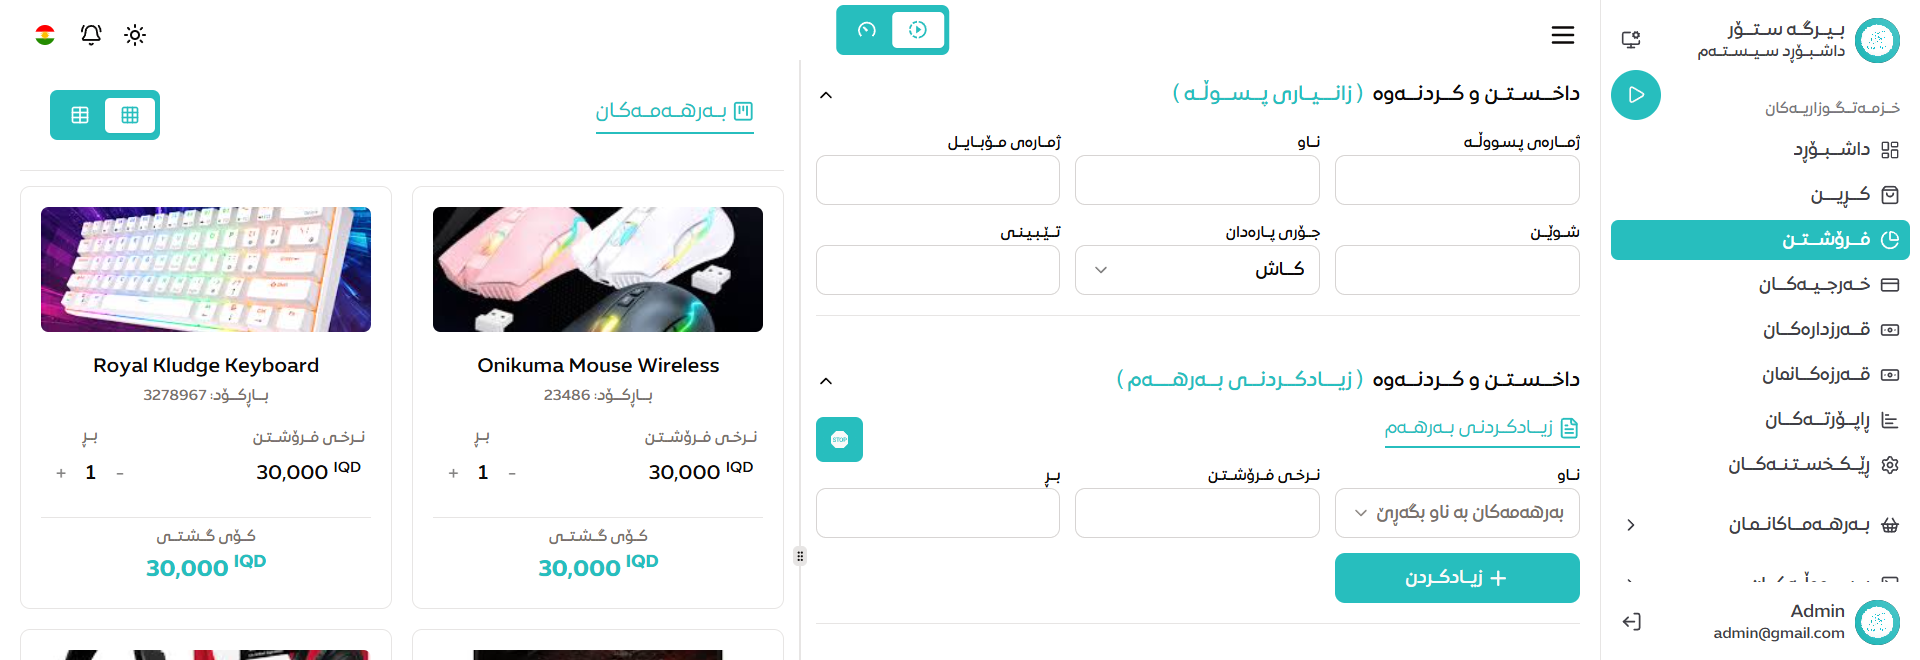 بیرگە ستۆر
داشبۆڕد سیستەم
خزمەتگوزاریەکان
داشبۆڕد
کڕین
فرۆشتن
خەرجیەکان
قەرزدارەکان
قەرزەکانمان
ڕاپۆرتەکان
ڕێکخستنەکان
بەرهەماکانمان
Admin
admin@gmail.com
داخستن و کردنەوە ( زانیاری پسوڵە )
ژمارەی پسووڵە
ناو
ژمارەی مۆبایل
شوێن
جۆری پارەدان
تێبینی
کاش
داخستن و کردنەوە ( زیادکردنی بەرهەم )
زیادکردنی بەرهەم
STOP
ناو
نرخی فرۆشتن
بڕ
بەرهەمەکان بە ناو بگەڕێ
زیادکردن
بەرهەمەکان
Onikuma Mouse Wireless
بارکۆد: 23486
نرخی فرۆشتن
بڕ
30,000 IQD
+ 1 -
کۆی گشتی
30,000 IQD
Royal Kludge Keyboard
بارکۆد: 3278967
نرخی فرۆشتن
بڕ
30,000 IQD
+ 1 -
کۆی گشتی
30,000 IQD